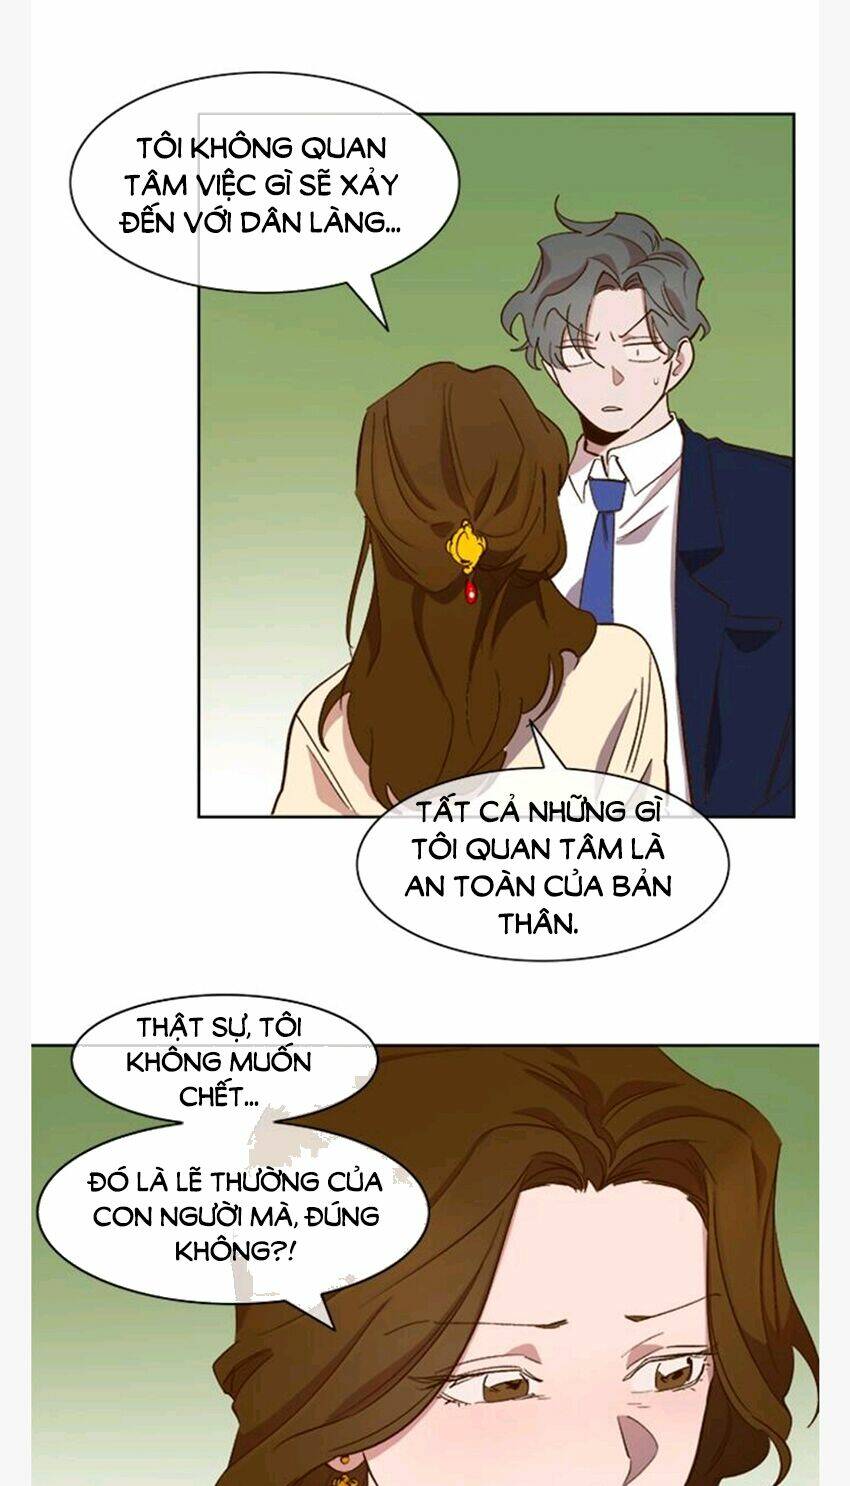 TÔI KHÔNG QUAN
TÂM VIỆC GÌ SẼ XẢY
ĐẾN VỚI DÂN LÀNG...
TẤT CẢ NHỮNG GÌ
TÔI QUAN TÂM LÀ
AN TOÀN CỦA BẢN
THÂN.
THẬT SỰ, TÔI
KHÔNG MUỐN
CHẾT...
ĐÓ LÀ LẼ THƯỜNG CỦA
CON NGƯỜI MÀ, ĐÚNG
KHÔNG?!